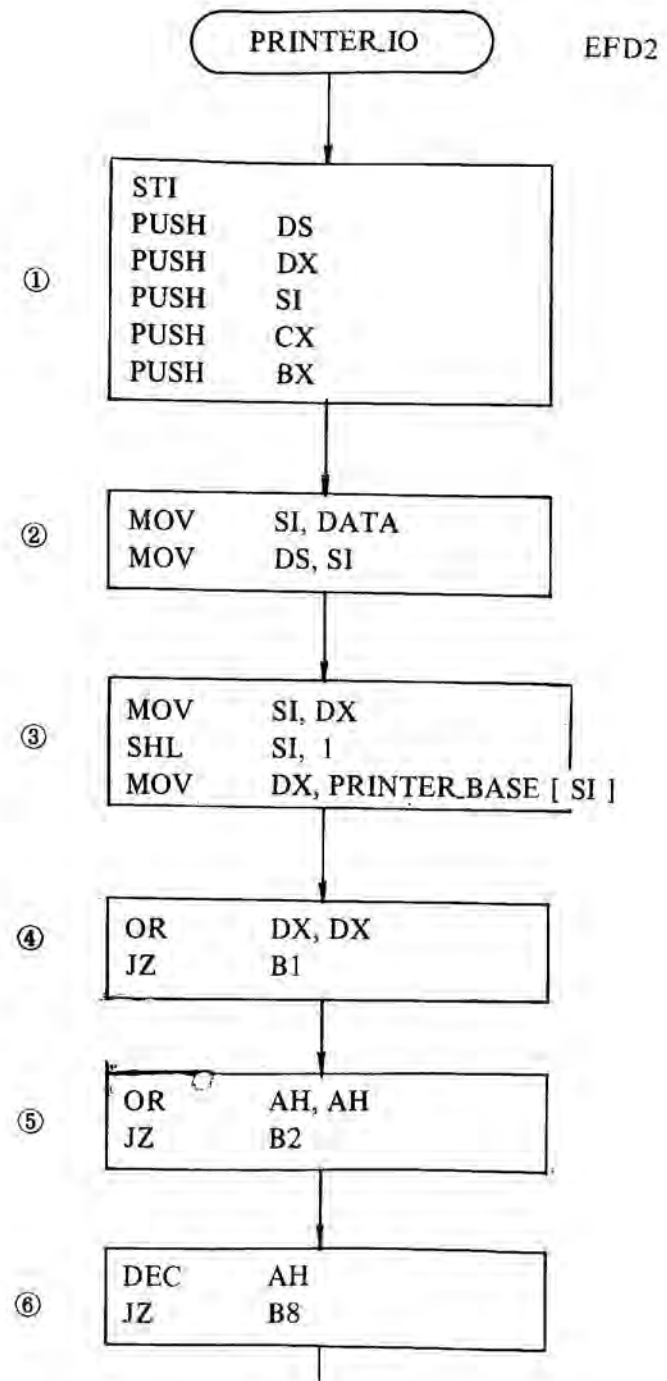 PRINTER_IO EFD2
①
STI
PUSH DS
PUSH DX
PUSH SI
PUSH CX
PUSH BX
②
MOV SI, DATA
MOV DS, SI
③
MOV SI, DX
SHL SI, 1
MOV DX, PRINTER_BASE [ SI ]
④
OR DX, DX
JZ B1
⑤
OR AH, AH
JZ B2
⑥
DEC AH
JZ B8